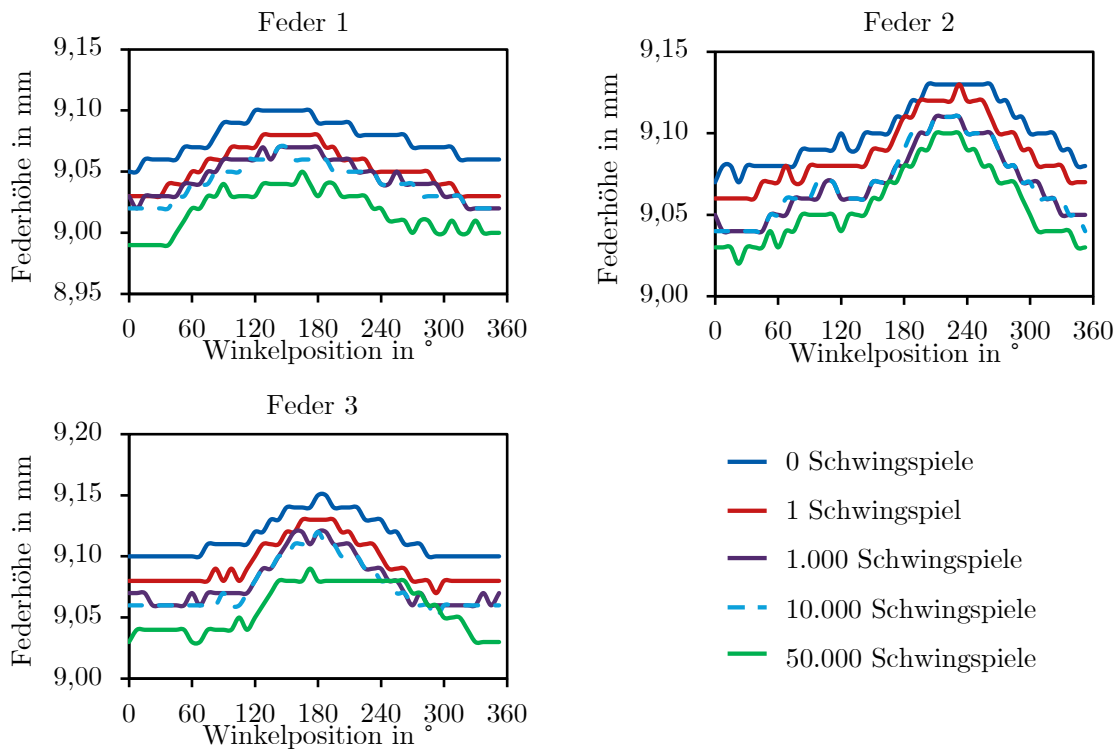 Feder 1
Federhöhe in mm
9,15
9,10
9,05
9,00
8,95
0 60 120 180 240 300 360
Winkelposition in °
Feder 2
Federhöhe in mm
9,15
9,10
9,05
9,00
0 60 120 180 240 300 360
Winkelposition in °
Feder 3
Federhöhe in mm
9,20
9,15
9,10
9,05
9,00
0 60 120 180 240 300 360
Winkelposition in °
0 Schwingspiele
1 Schwingspiel
1.000 Schwingspiele
10.000 Schwingspiele
50.000 Schwingspiele